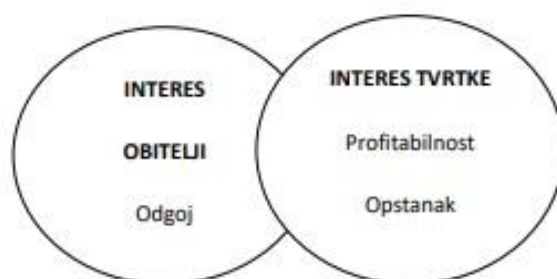 INTERES
OBITELJI
Odgoj
INTERES TVRTKE
Profitabilnost
Opstanak